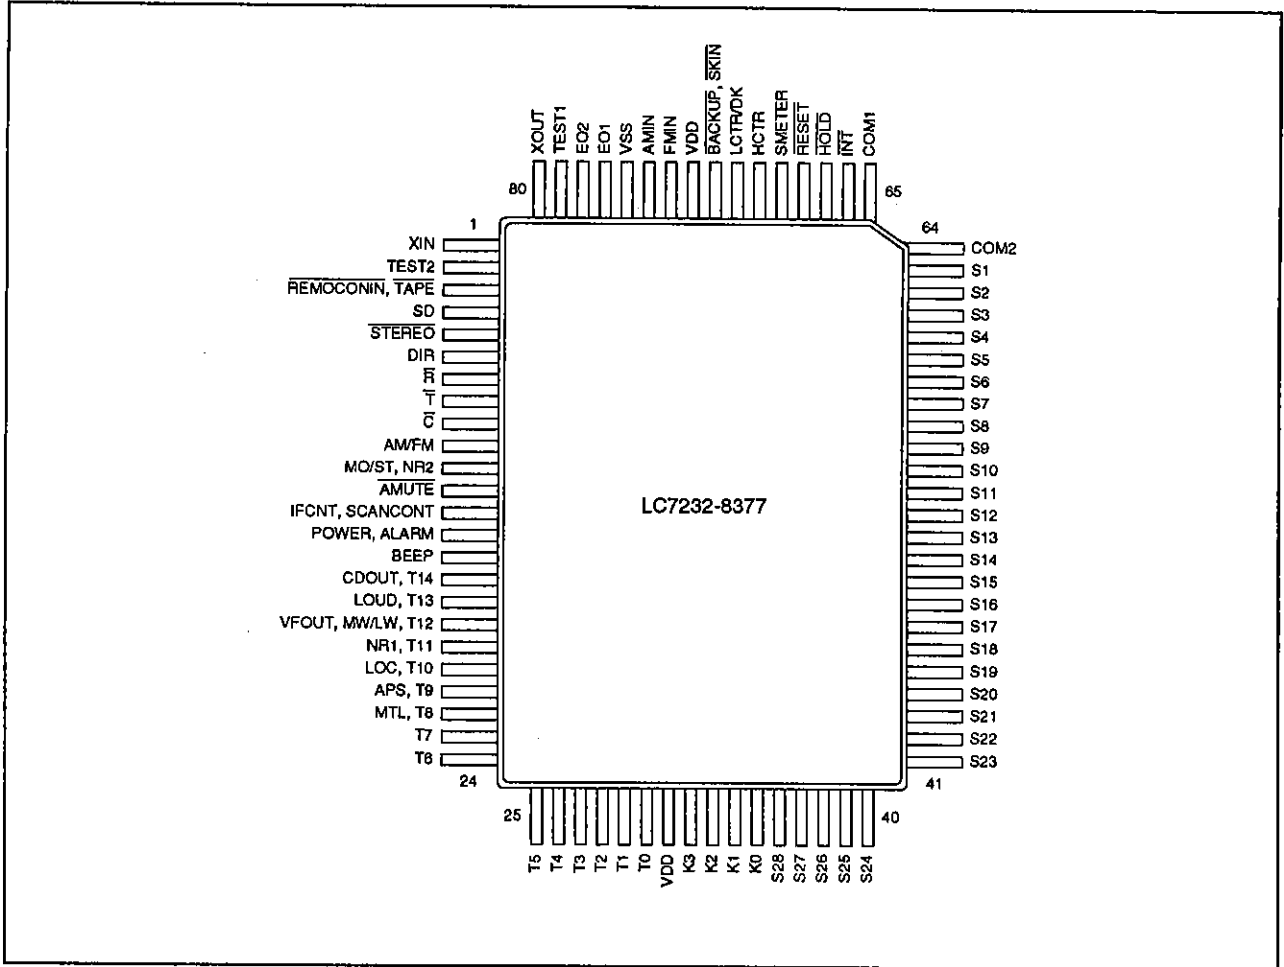 XOUT
TEST1
EO2
EO1
VSS
AMIN
FMIN
VDD
BACKUP, SKIN
LCTR/DK
HCTR
SMETER
RESET
HOLD
INT
COM1
80
65
1
64
XIN
TEST2
REMOCONIN, TAPE
SD
STEREO
DIR
R
T
C
AM/FM
MO/ST, NR2
AMUTE
IFCNT, SCANCONT
POWER, ALARM
BEEP
CDOUT, T14
LOUD, T13
VFOUT, MW/LW, T12
NR1, T11
LOC, T10
APS, T9
MTL, T8
T7
T6
LC7232-8377
COM2
S1
S2
S3
S4
S5
S6
S7
S8
S9
S10
S11
S12
S13
S14
S15
S16
S17
S18
S19
S20
S21
S22
S23
24
41
25
40
T5
T4
T3
T2
T1
T0
VDD
K3
K2
K1
K0
S28
S27
S26
S25
S24